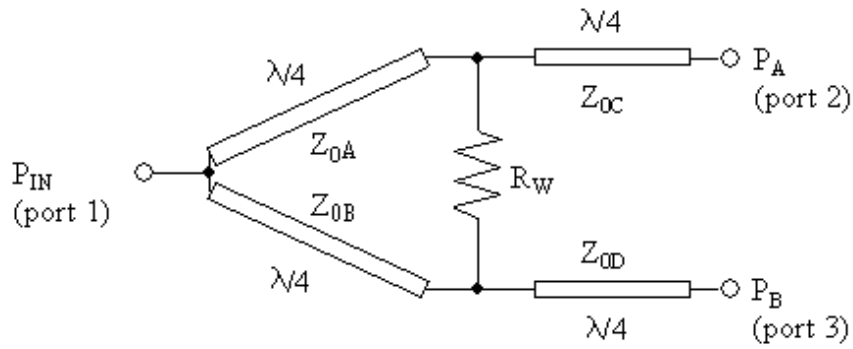 λ/4
λ/4
P_A
(port 2)
Z_0C
Z_0A
P_IN
(port 1)
R_W
Z_0B
Z_0D
λ/4
P_B
(port 3)
λ/4